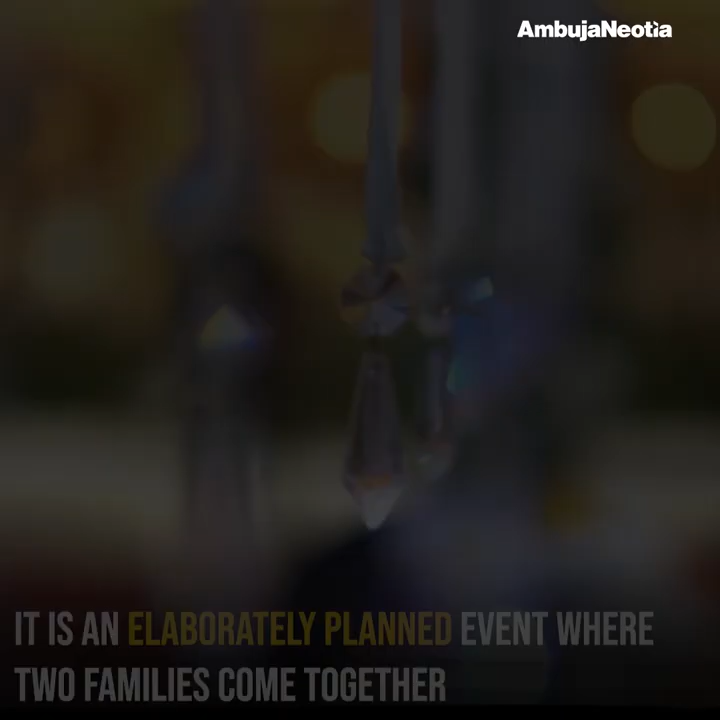 AmbujaNeotia
IT IS AN ELABORATELY PLANNED EVENT WHERE
TWO FAMILIES COME TOGETHER